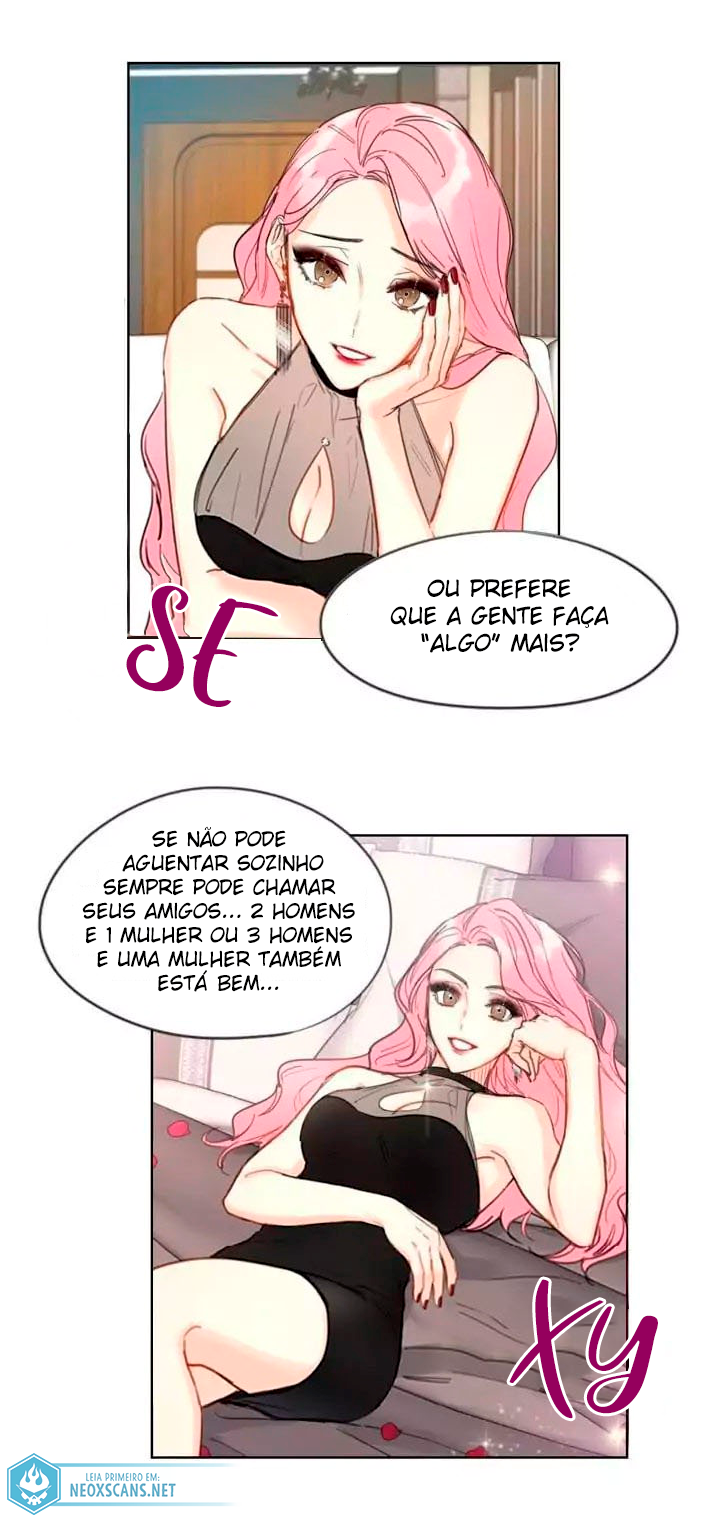 OU PREFERE
QUE A GENTE FAÇA
"ALGO" MAIS?
SE
SE NÃO PODE
AGUENTAR SOZINHO
SEMPRE PODE CHAMAR
SEUS AMIGOS... 2 HOMENS
E 1 MULHER OU 3 HOMENS
E UMA MULHER TAMBÉM
ESTÁ BEM...
XY
LEIA PRIMEIRO EM:
NEOXSCANS.NET